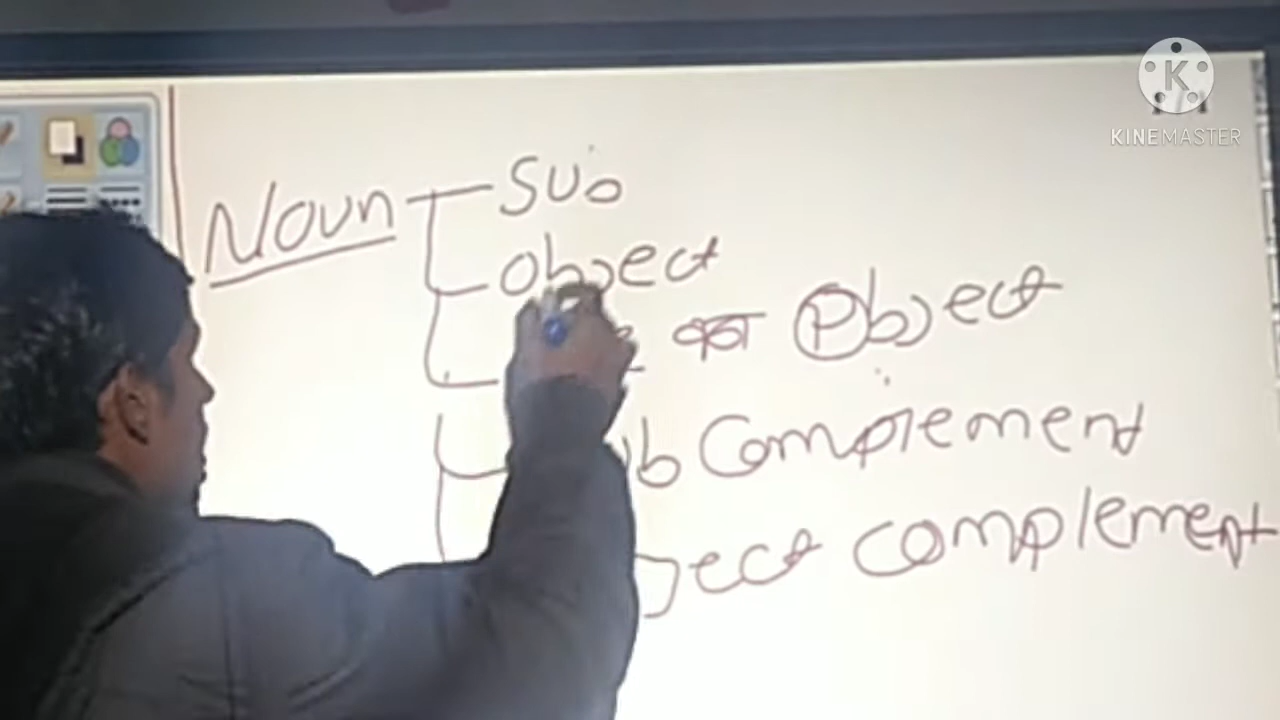 KINEMASTER
Noun
Sub
object
का Object
Complement
complement